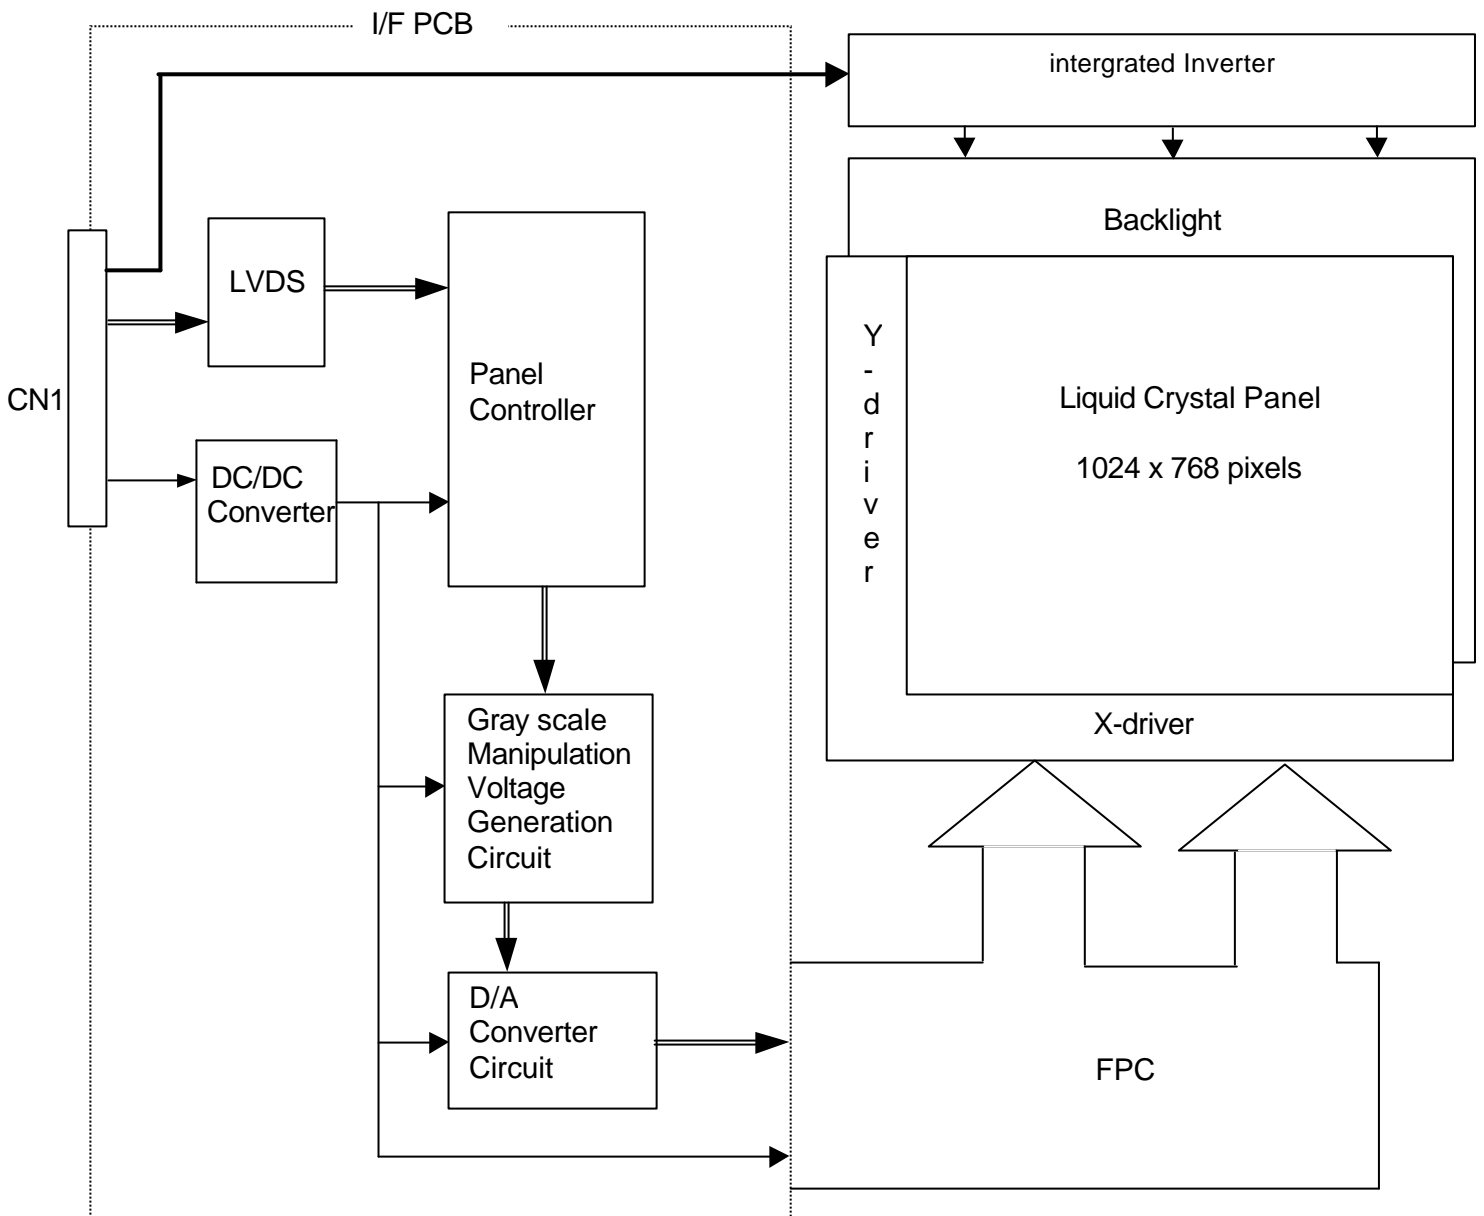 I/F PCB
intergrated Inverter
Backlight
LVDS
CN1
Panel
Controller
DC/DC
Converter
Y
-
d
r
i
v
e
r
Liquid Crystal Panel
1024 x 768 pixels
X-driver
Gray scale
Manipulation
Voltage
Generation
Circuit
D/A
Converter
Circuit
FPC